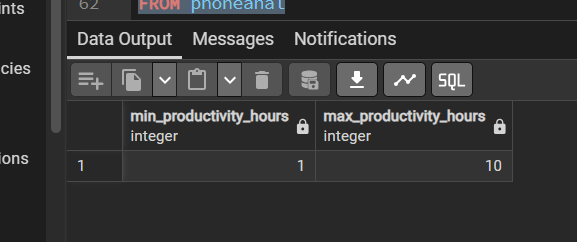 ints
62 FROM phoneanal
Data Output Messages Notifications
cies
SQL
min_productivity_hours max_productivity_hours
integer integer
ions
1 1 10